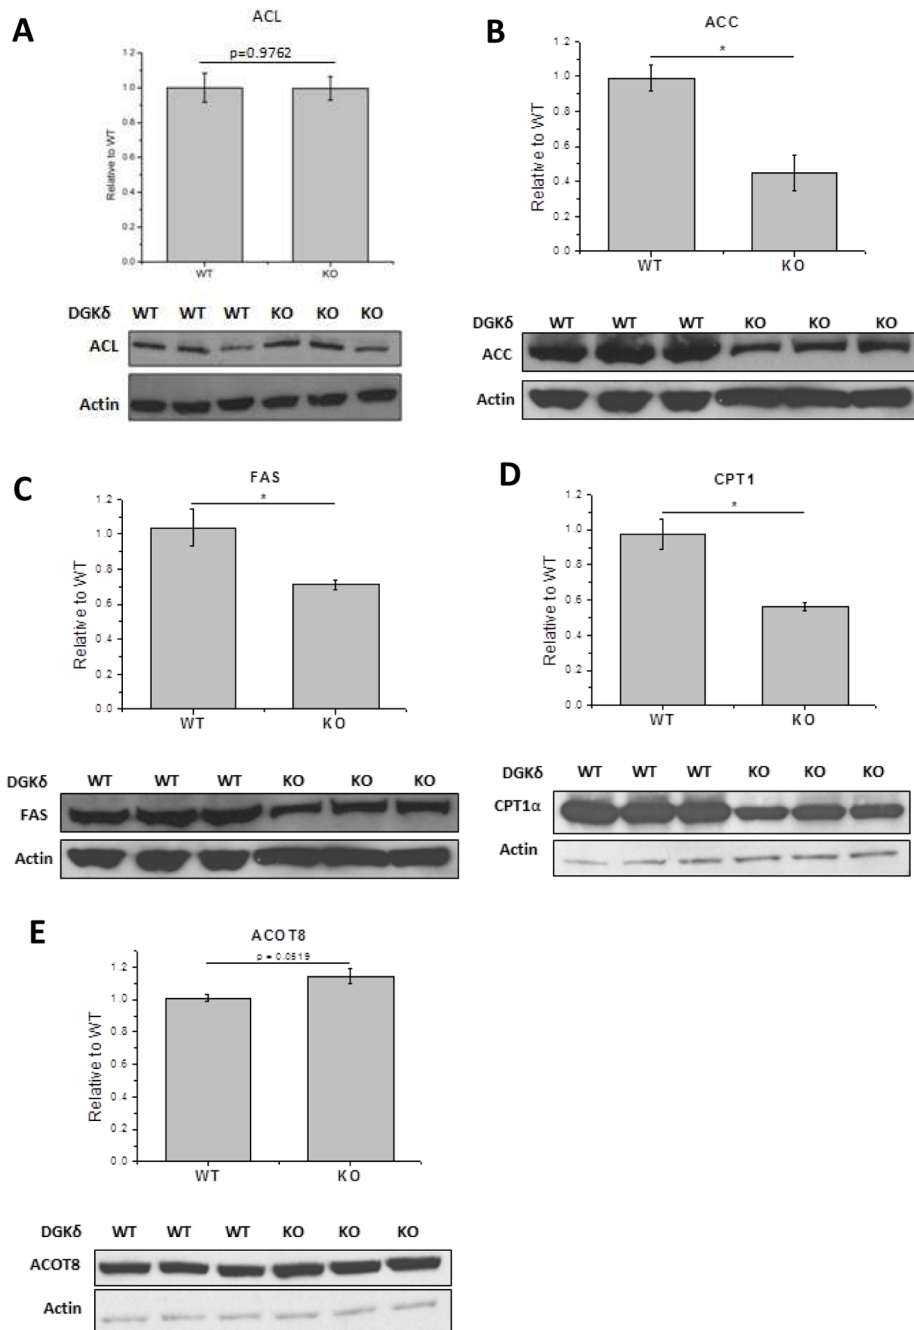 A
ACL
p=0.9762
1.2
1.0
0.8
0.6
0.4
0.2
0.0
Relative to WT
WT KO
DGKδ WT WT WT KO KO KO
ACL
Actin
B
ACC
*
1.2
1.0
0.8
0.6
0.4
0.2
0.0
Relative to WT
WT KO
DGKδ WT WT WT KO KO KO
ACC
Actin
C
FAS
*
1.2
1.0
0.8
0.6
0.4
0.2
0.0
Relative to WT
WT KO
DGKδ WT WT WT KO KO KO
FAS
Actin
D
CPT1
*
1.2
1.0
0.8
0.6
0.4
0.2
0.0
Relative to WT
WT KO
DGKδ WT WT WT KO KO KO
CPT1α
Actin
E
ACOT8
p = 0.0519
1.2
1.0
0.8
0.6
0.4
0.2
0.0
Relative to WT
WT KO
DGKδ WT WT WT KO KO KO
ACOT8
Actin